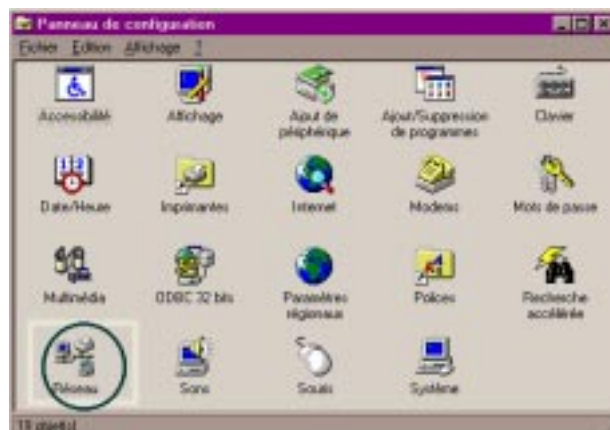 Panneau de configuration
Fichier Edition Affichage ?
Accessibilité
Affichage
Ajout de
périphérique
Ajout/Suppression
de programmes
Clavier
Date/Heure
Imprimantes
Internet
Modems
Mots de passe
Multimédia
ODBC 32 bits
Paramètres
régionaux
Polices
Recherche
accélérée
Réseau
Sons
Souris
Système
19 objet(s)